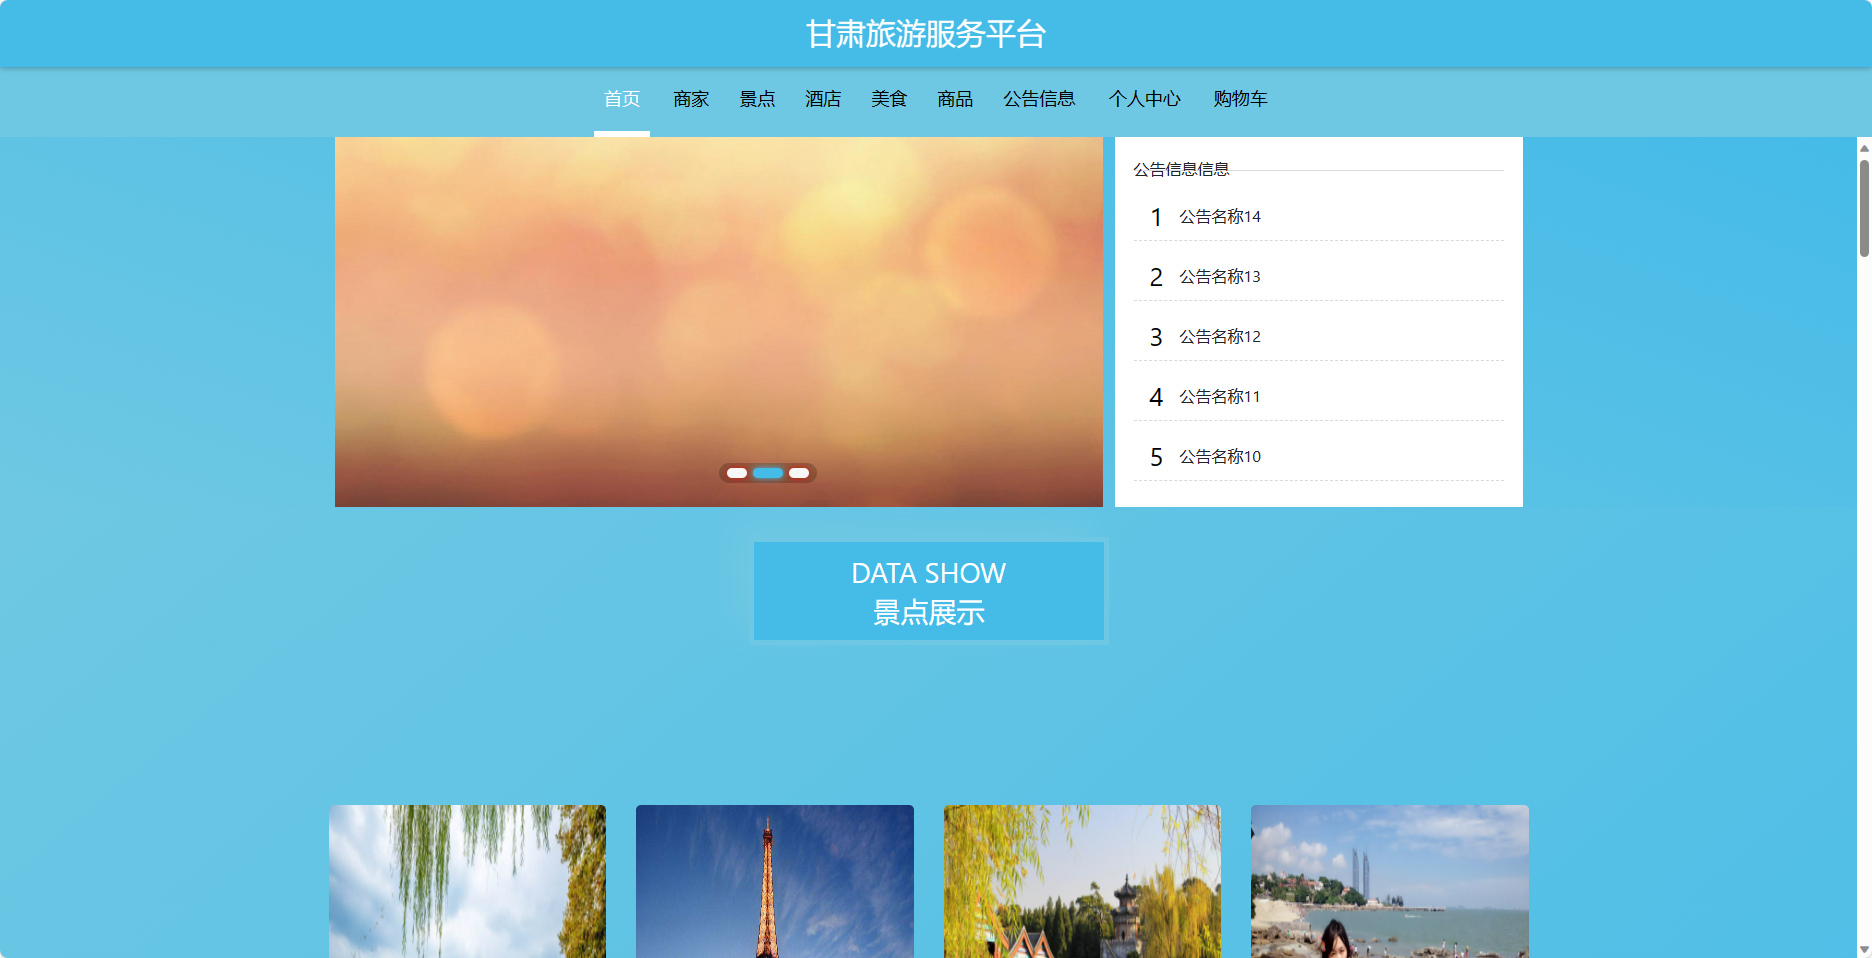 甘肃旅游服务平台
首页 商家 景点 酒店 美食 商品 公告信息 个人中心 购物车
公告信息信息
1 公告名称14
2 公告名称13
3 公告名称12
4 公告名称11
5 公告名称10
DATA SHOW
景点展示